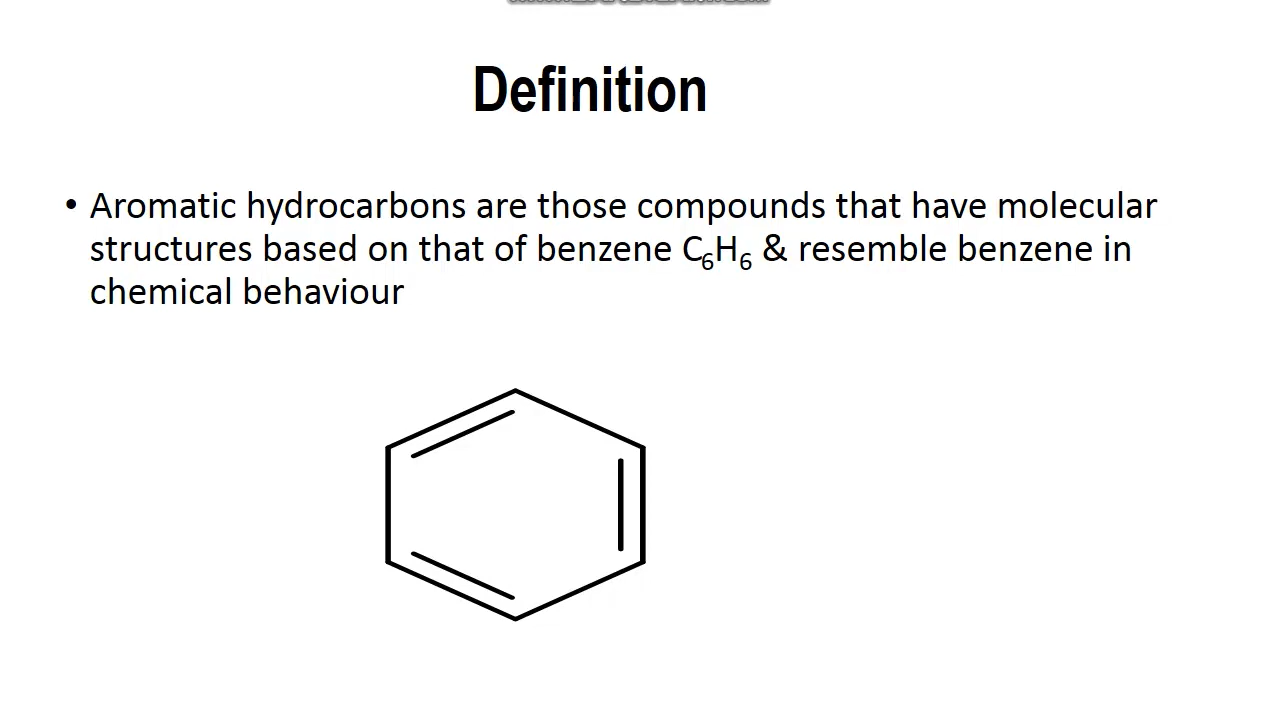 Definition
• Aromatic hydrocarbons are those compounds that have molecular
structures based on that of benzene C₆H₆ & resemble benzene in
chemical behaviour